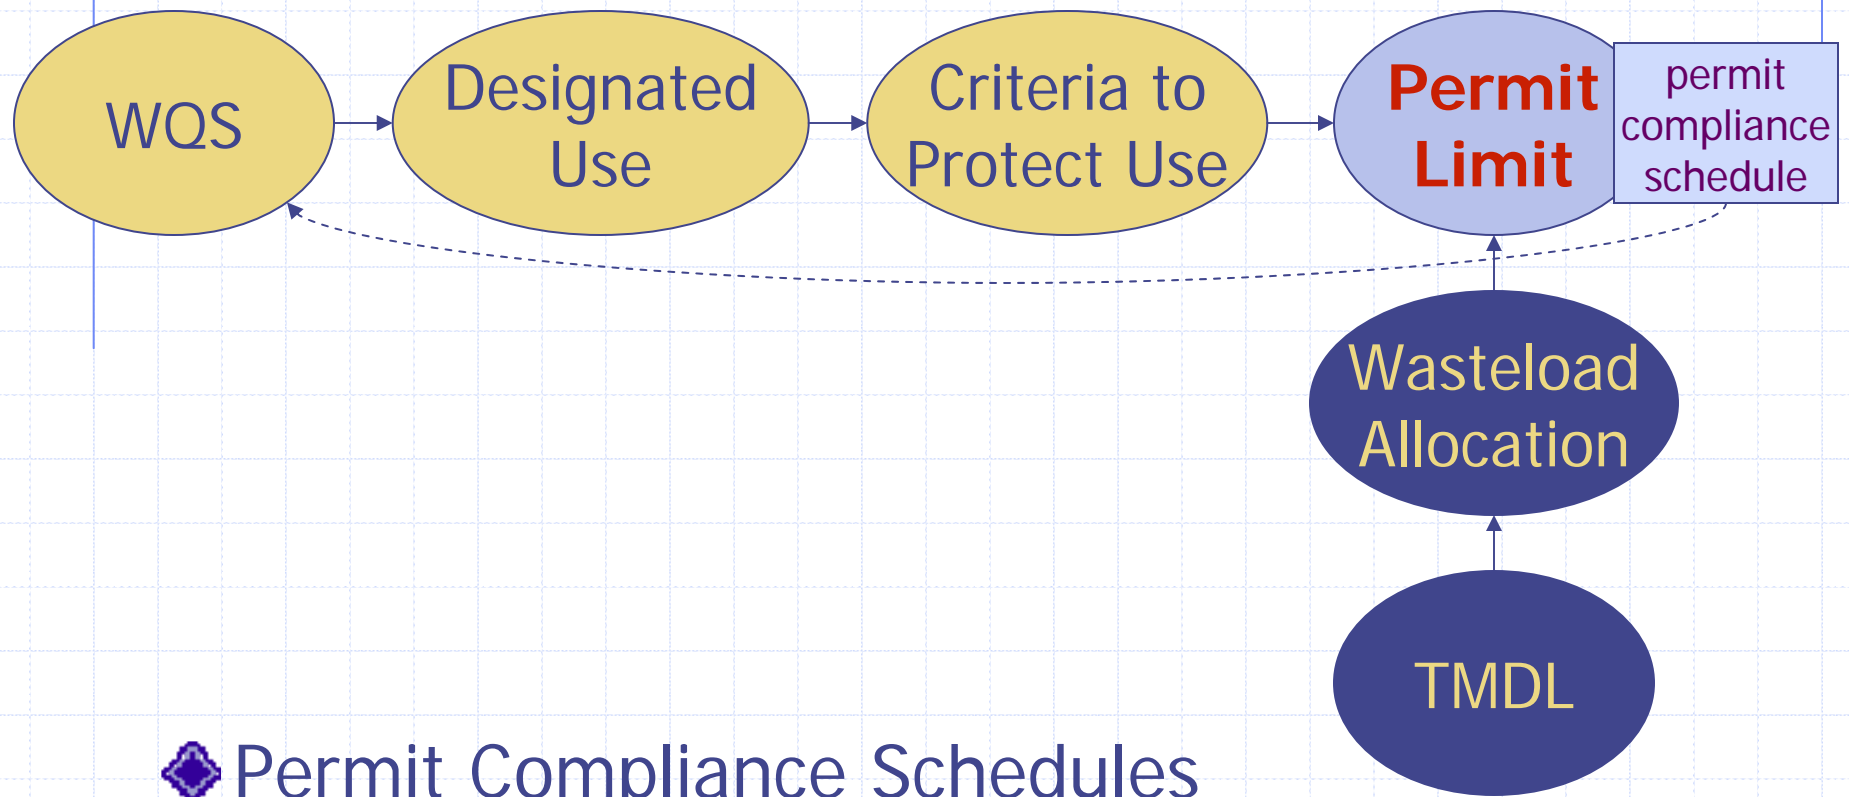 WQS
Designated
Use
Criteria to
Protect Use
Permit
Limit
permit
compliance
schedule
Wasteload
Allocation
TMDL
Permit Compliance Schedules